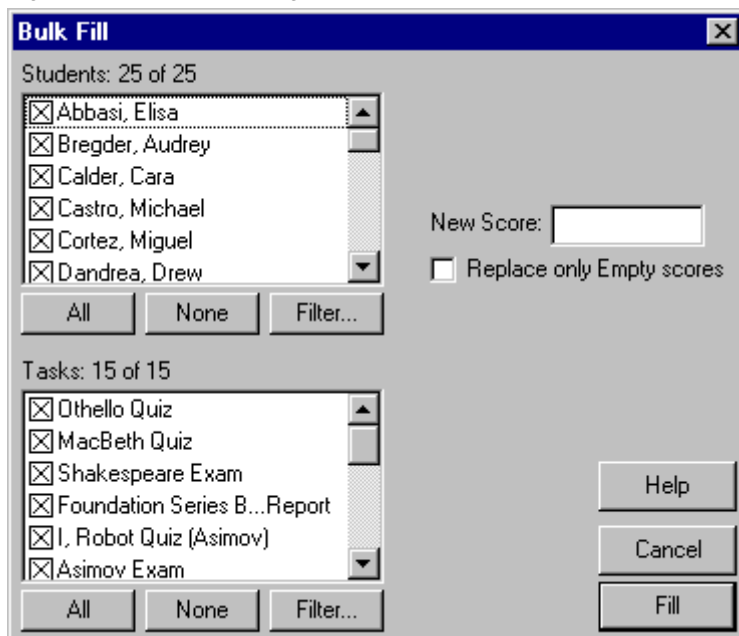 Bulk Fill
Students: 25 of 25
Abbasi, Elisa
Bregder, Audrey
Calder, Cara
Castro, Michael
Cortez, Miguel
Dandrea, Drew
All None Filter...
New Score:
Replace only Empty scores
Tasks: 15 of 15
Othello Quiz
MacBeth Quiz
Shakespeare Exam
Foundation Series B...Report
I, Robot Quiz (Asimov)
Asimov Exam
All None Filter...
Help
Cancel
Fill